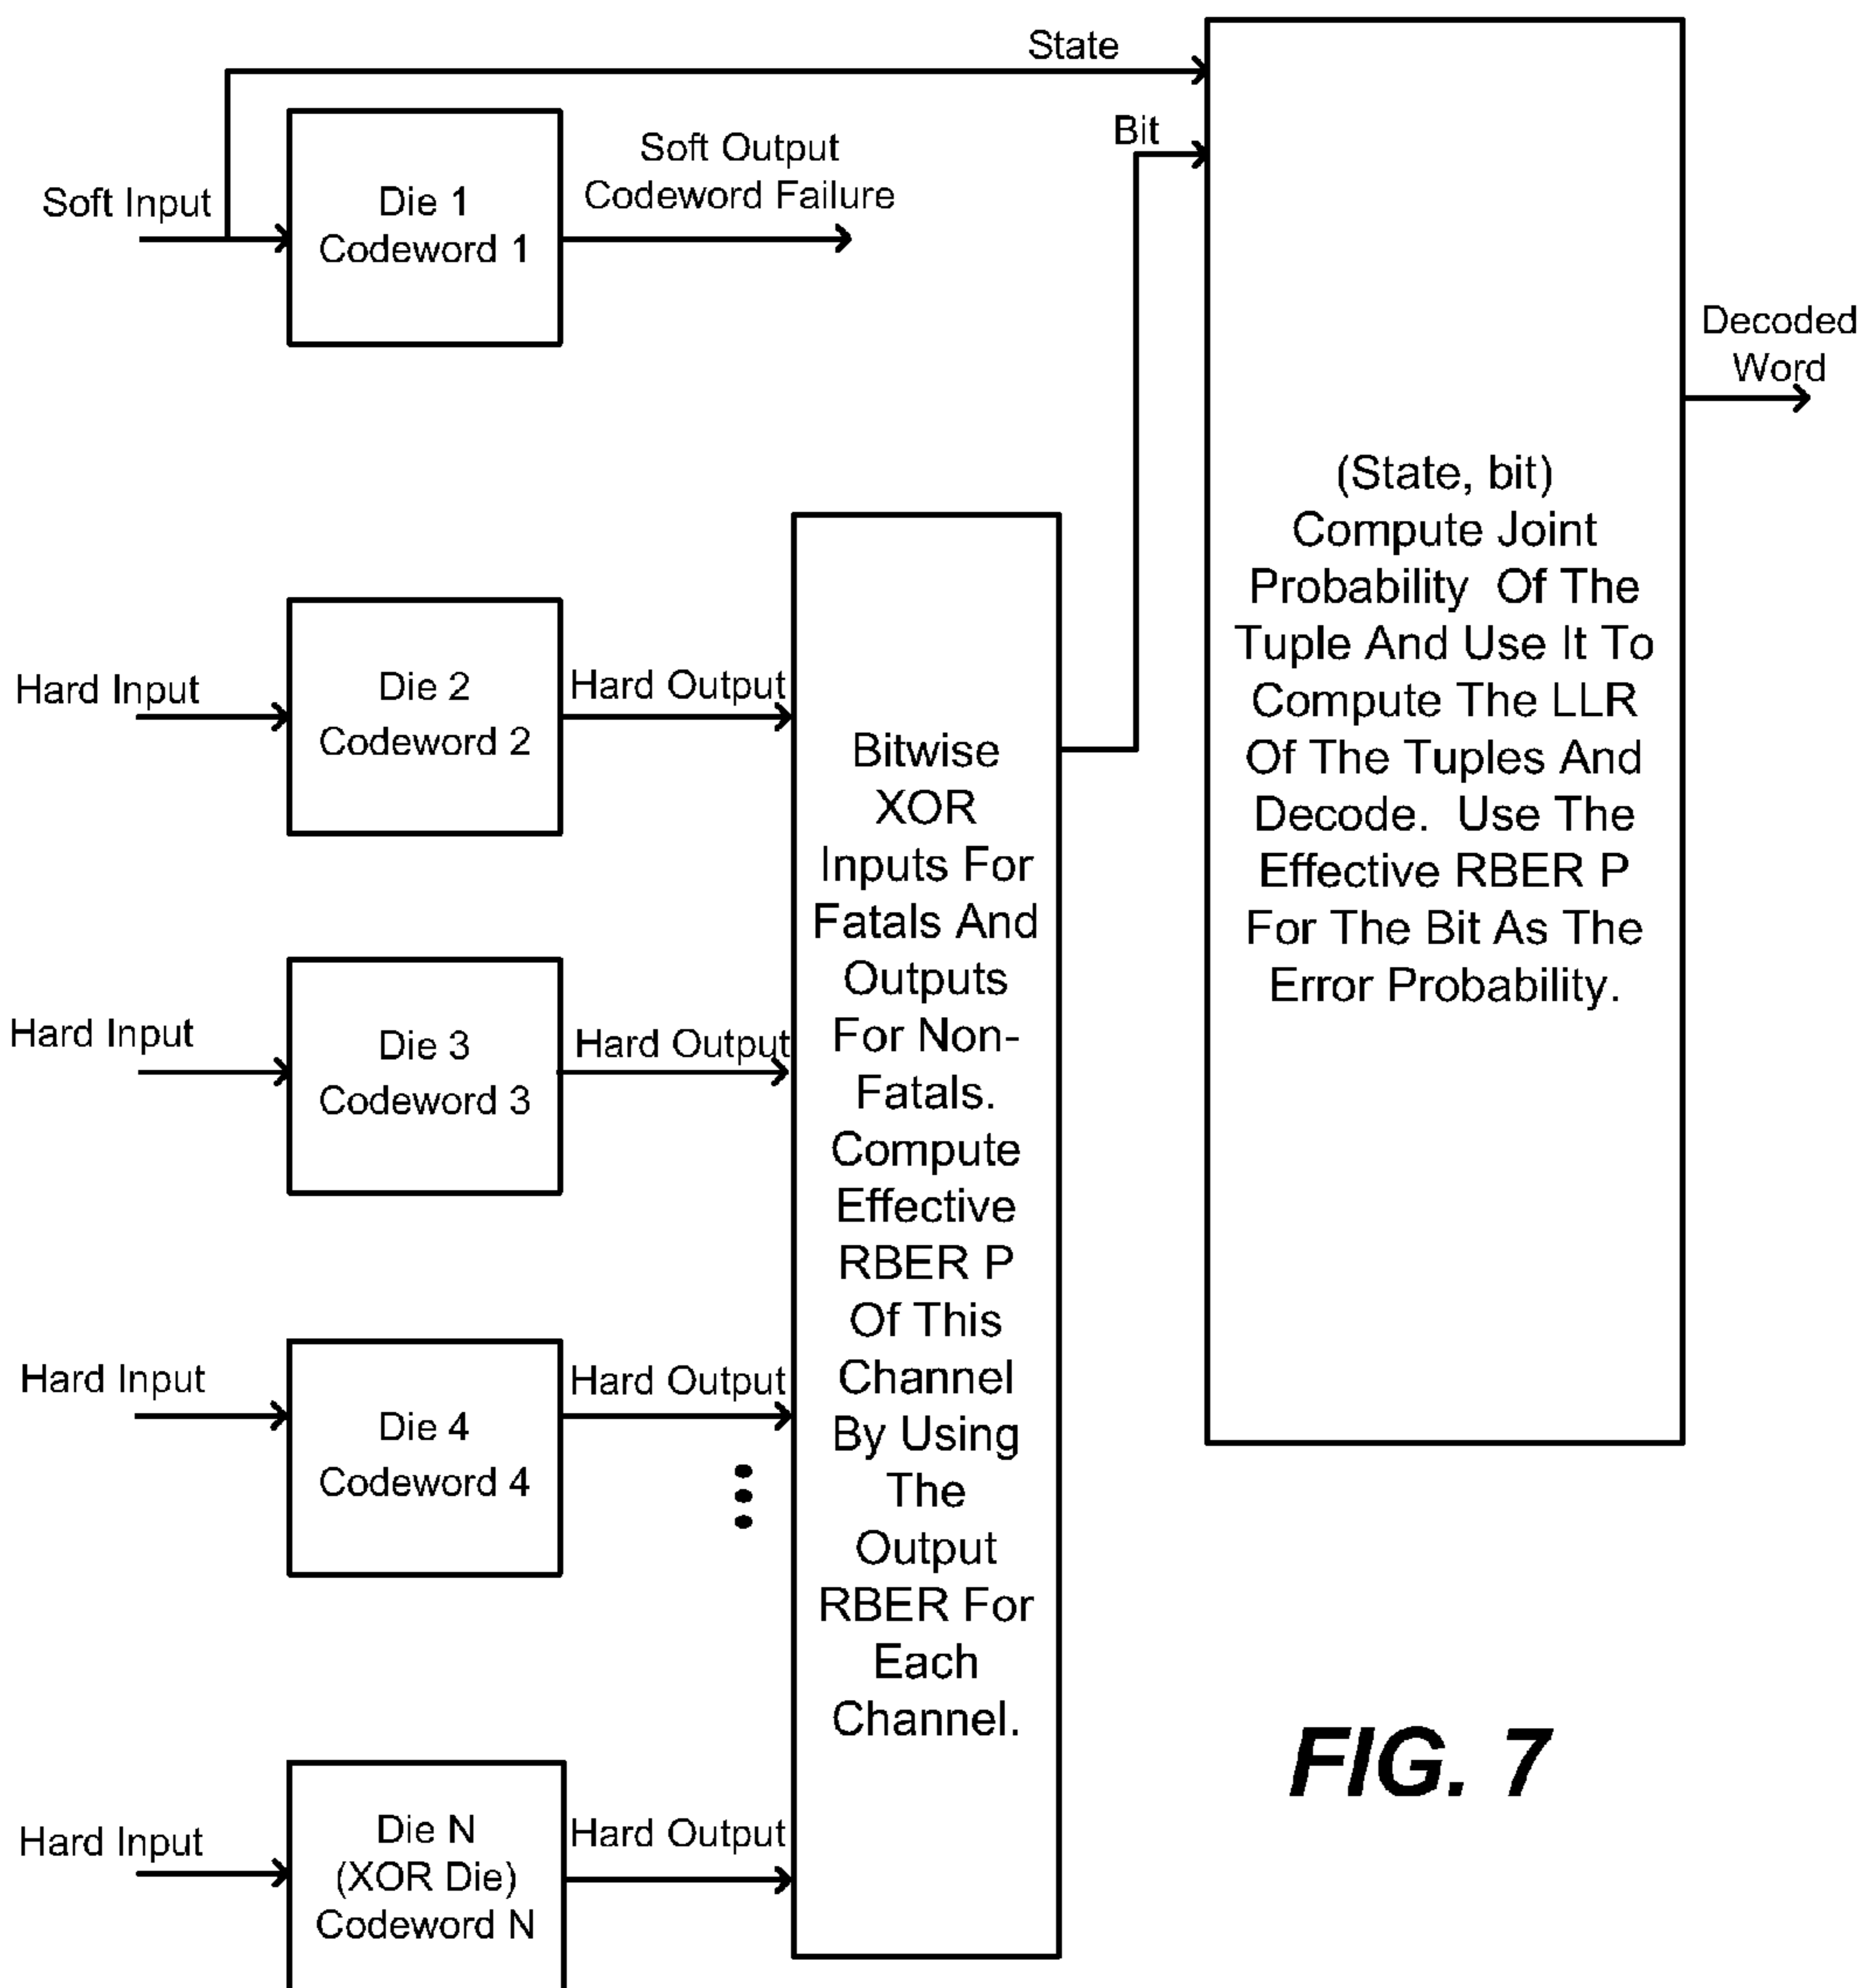 State
Bit
Soft Input
Die 1
Codeword 1
Soft Output
Codeword Failure
Decoded
Word
(State, bit)
Compute Joint
Probability Of The
Tuple And Use It To
Compute The LLR
Of The Tuples And
Decode. Use The
Effective RBER P
For The Bit As The
Error Probability.
Hard Input
Die 2
Codeword 2
Hard Output
Hard Input
Die 3
Codeword 3
Hard Output
Hard Input
Die 4
Codeword 4
Hard Output
Hard Input
Die N
(XOR Die)
Codeword N
Hard Output
Bitwise
XOR
Inputs For
Fatals And
Outputs
For Non-
Fatals.
Compute
Effective
RBER P
Of This
Channel
By Using
The
Output
RBER For
Each
Channel.
FIG. 7